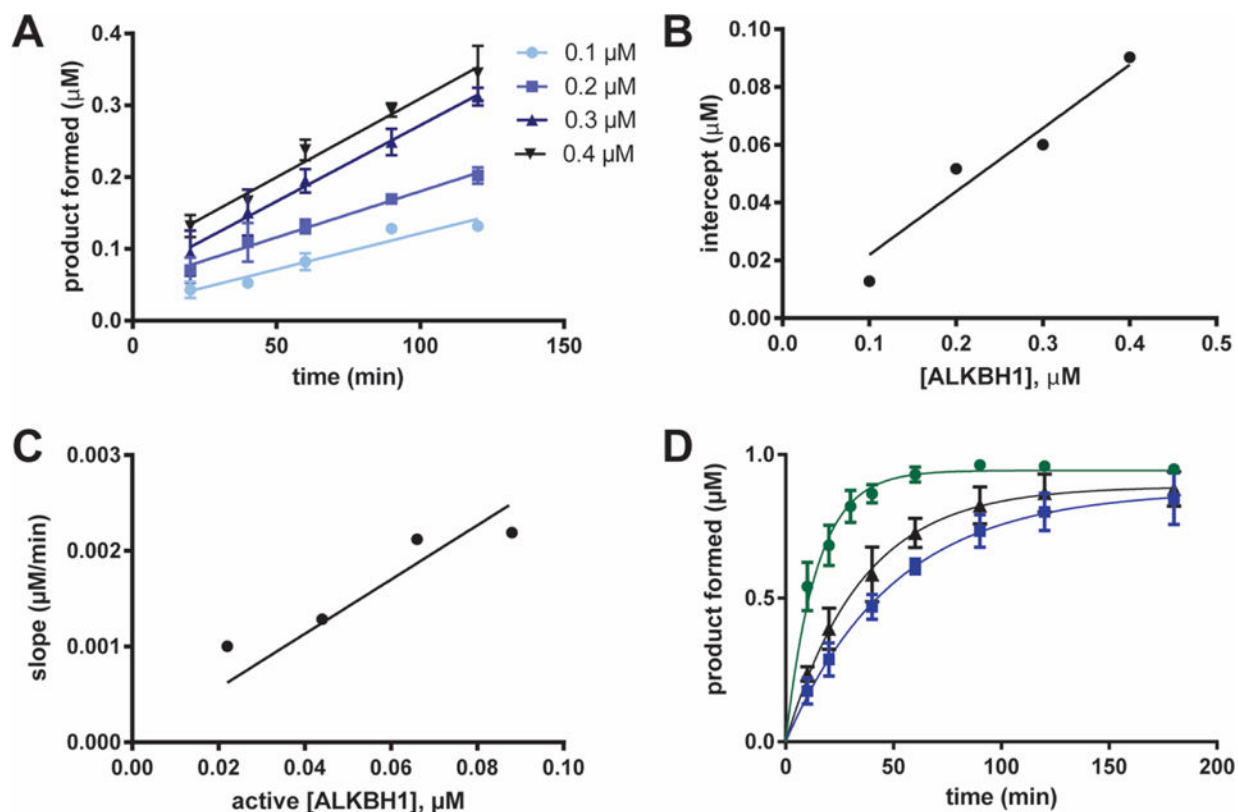 A
product formed (μM)
0.4
0.3
0.2
0.1
0.0
0
50
100
150
time (min)
0.1 μM
0.2 μM
0.3 μM
0.4 μM
B
intercept (μM)
0.10
0.08
0.06
0.04
0.02
0.00
0.0
0.1
0.2
0.3
0.4
0.5
[ALKBH1], μM
C
slope (μM/min)
0.003
0.002
0.001
0.000
0.00
0.02
0.04
0.06
0.08
0.10
active [ALKBH1], μM
D
product formed (μM)
1.0
0.5
0.0
0
50
100
150
200
time (min)